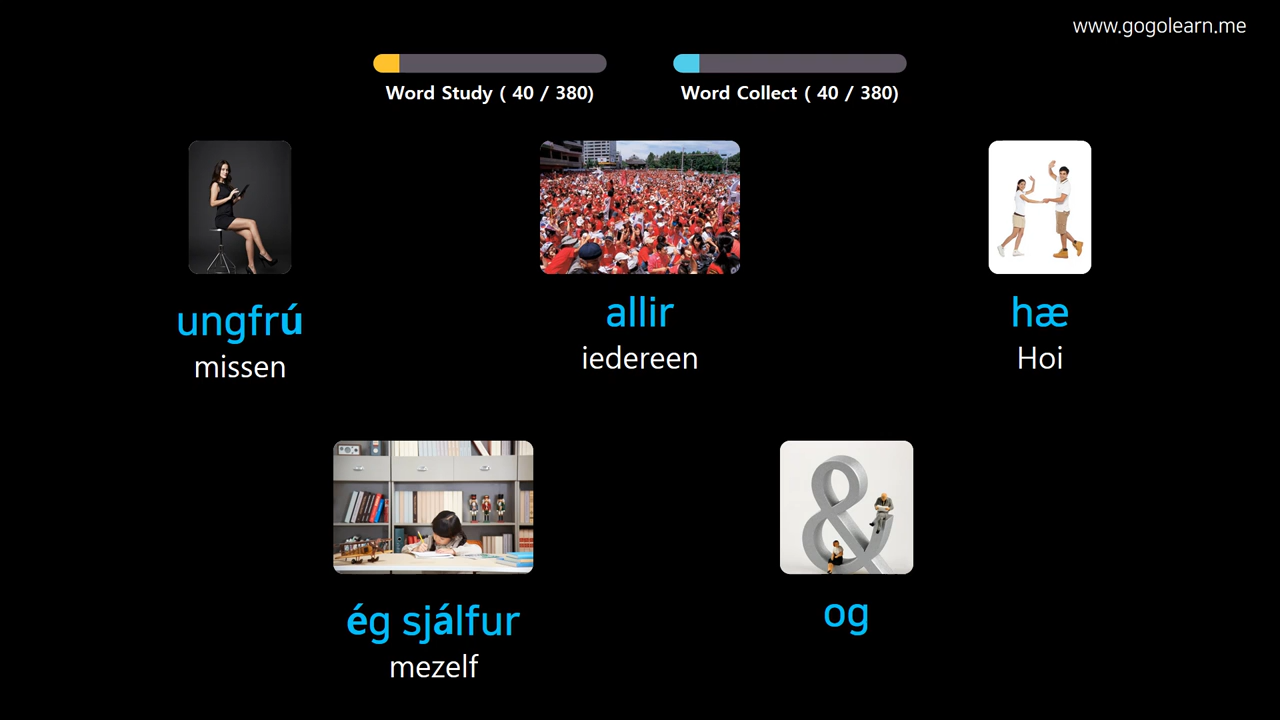 www.gogolearn.me
Word Study ( 40 / 380)
Word Collect ( 40 / 380)
ungfrú
missen
allir
iedereen
hæ
Hoi
ég sjálfur
mezelf
og